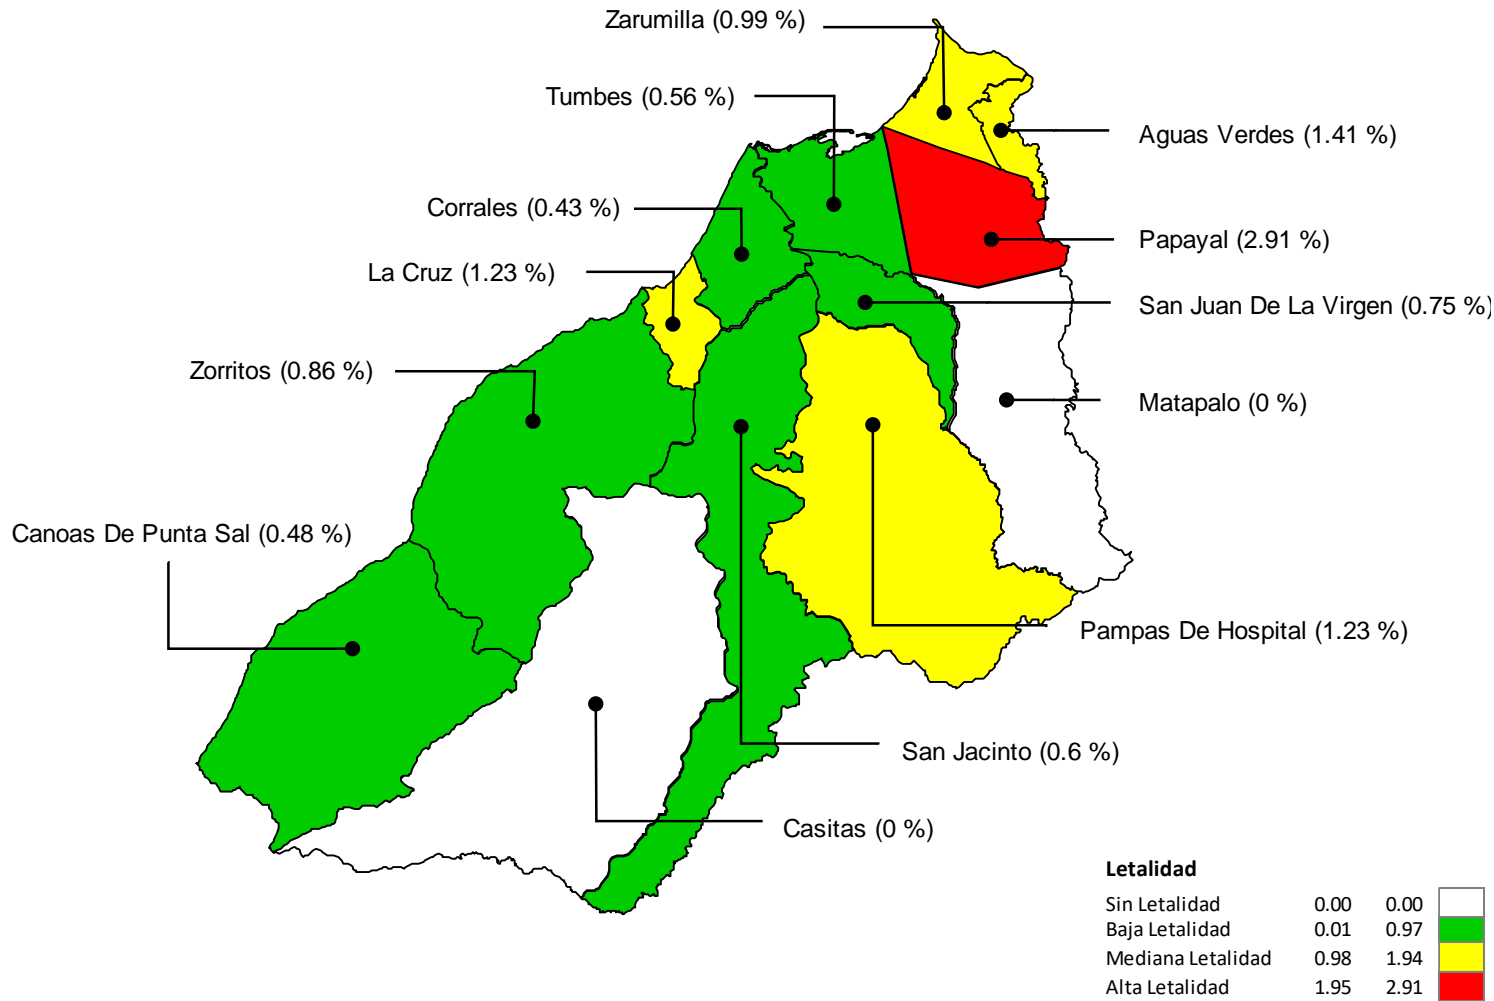 Zarumilla (0.99 %)
Tumbes (0.56 %)
Aguas Verdes (1.41 %)
Corrales (0.43 %)
Papayal (2.91 %)
La Cruz (1.23 %)
San Juan De La Virgen (0.75 %)
Zorritos (0.86 %)
Matapalo (0 %)
Canoas De Punta Sal (0.48 %)
Pampas De Hospital (1.23 %)
San Jacinto (0.6 %)
Casitas (0 %)
Letalidad
Sin Letalidad 0.00 0.00
Baja Letalidad 0.01 0.97
Mediana Letalidad 0.98 1.94
Alta Letalidad 1.95 2.91